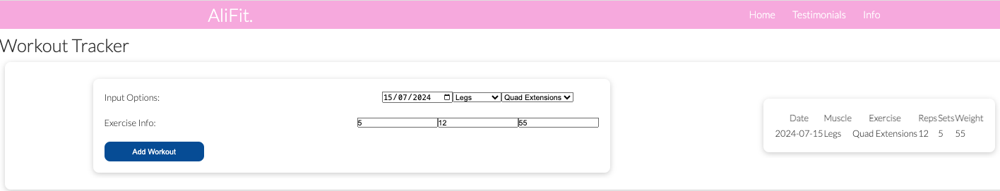 AliFit. Home Testimonials Info
Workout Tracker
Input Options: 15/07/2024 Legs Quad Extensions
Exercise Info: 5 12 55
Add Workout
Date Muscle Exercise Reps Sets Weight
2024-07-15 Legs Quad Extensions 12 5 55